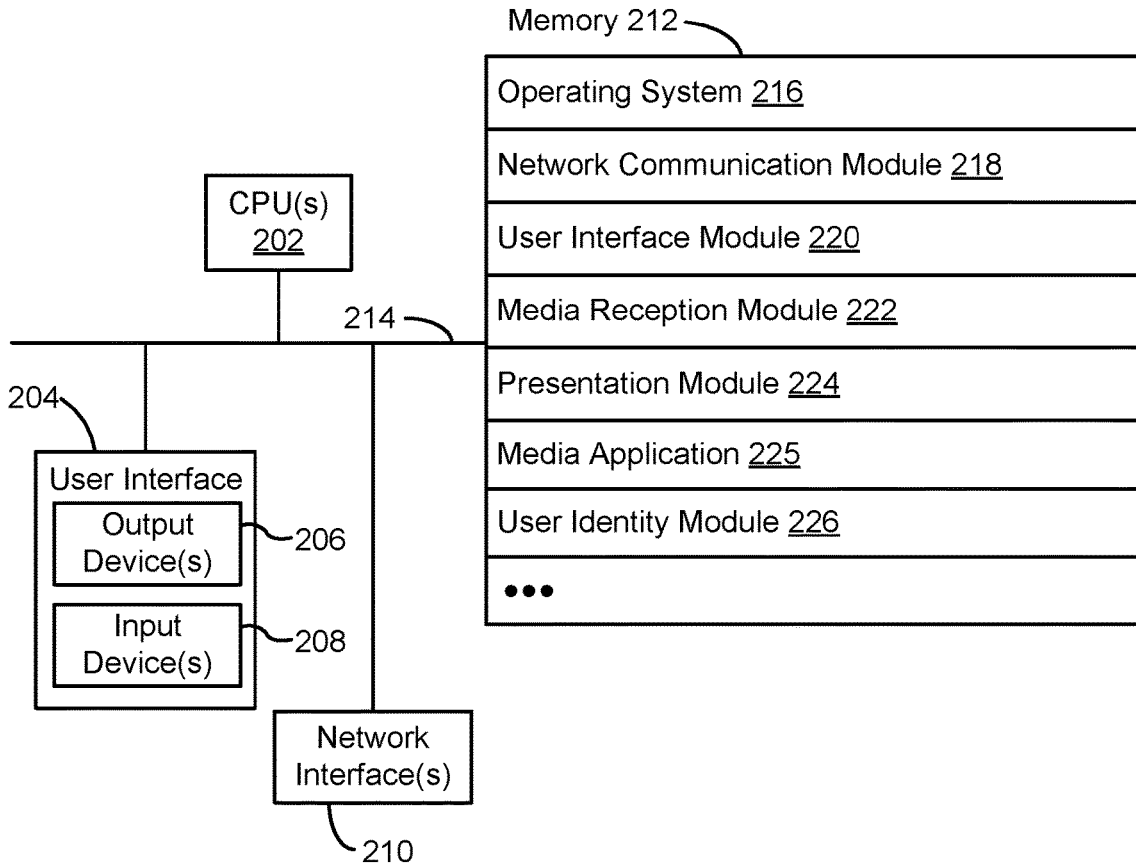 Memory 212
Operating System 216
Network Communication Module 218
User Interface Module 220
Media Reception Module 222
Presentation Module 224
Media Application 225
User Identity Module 226
•••
CPU(s)
202
214
204
User Interface
Output
Device(s)
206
Input
Device(s)
208
Network
Interface(s)
210